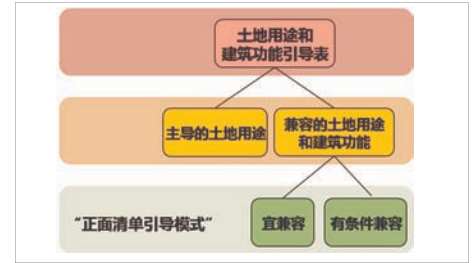 土地用途和
建筑功能引导表
主导的土地用途
兼容的土地用途
和建筑功能
“正面清单引导模式”
宜兼容
有条件兼容